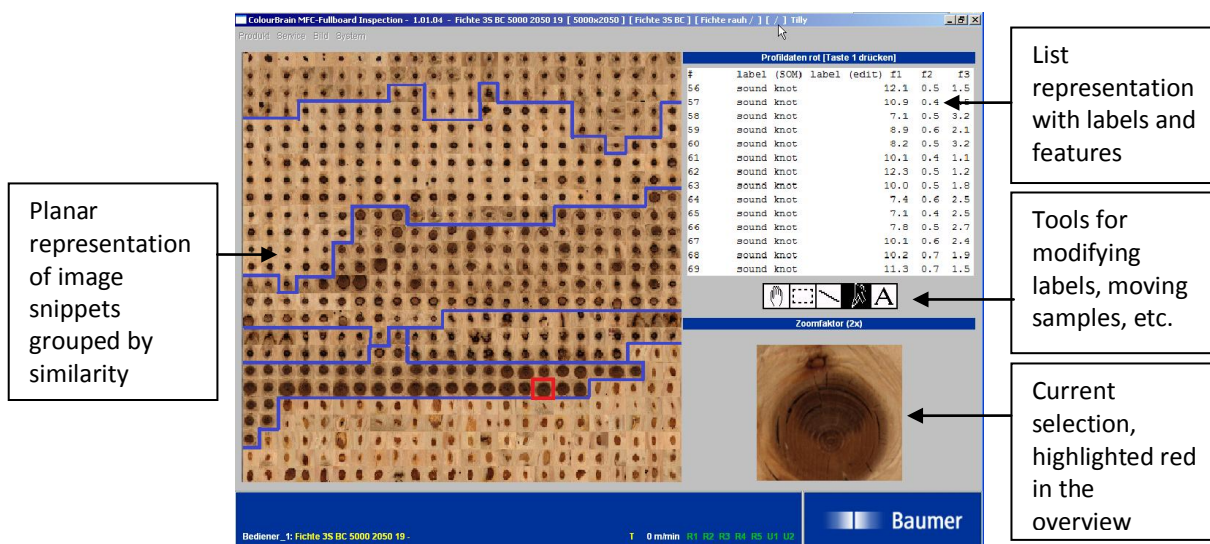 ColourBrain MFC-Fullboard Inspection - 1.01.04 - Fichte 3S BC 5000 2050 19 [ 5000x2050 ] [ Fichte 3S BC ] [ Fichte rauh / ] [ / ] Tilly
Produkt Service Bild System
Profildaten rot [Taste 1 drücken]
# label (SOM) label (edit) f1 f2 f3
56 sound knot 12.1 0.5 1.5
57 sound knot 10.9 0.4
58 sound knot 7.1 0.5 3.2
59 sound knot 8.9 0.6 2.1
60 sound knot 8.2 0.5 3.2
61 sound knot 10.1 0.4 1.1
62 sound knot 12.3 0.5 1.2
63 sound knot 10.0 0.5 1.8
64 sound knot 7.4 0.6 2.5
65 sound knot 7.1 0.4 2.5
66 sound knot 7.8 0.5 2.7
67 sound knot 10.1 0.6 2.4
68 sound knot 10.2 0.7 1.9
69 sound knot 11.3 0.7 1.5
A
Zoomfaktor (2x)
Bediener_1: Fichte 3S BC 5000 2050 19 -
T 0 m/min R1 R2 R3 R4 R5 U1 U2
Baumer
Planar
representation
of image
snippets
grouped by
similarity
List
representation
with labels and
features
Tools for
modifying
labels, moving
samples, etc.
Current
selection,
highlighted red
in the
overview